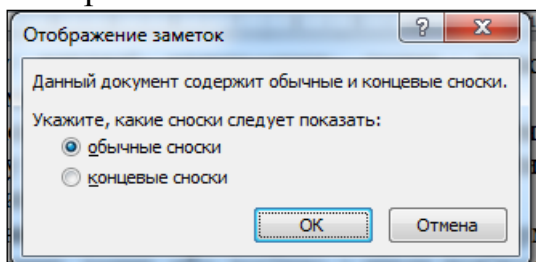 Отображение заметок
Данный документ содержит обычные и концевые сноски.
Укажите, какие сноски следует показать:
обычные сноски
концевые сноски
ОК
Отмена